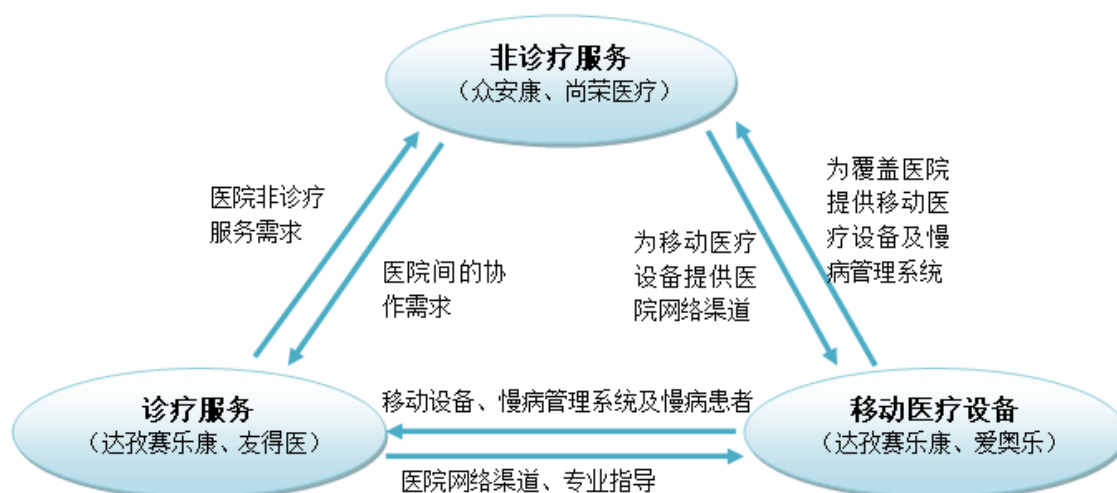 非诊疗服务
（众安康、尚荣医疗）
医院非诊疗
服务需求
医院间的协
作需求
为移动医疗
设备提供医
院网络渠道
为覆盖医院
提供移动医
疗设备及慢
病管理系统
诊疗服务
（达孜赛乐康、友得医）
移动设备、慢病管理系统及慢病患者
医院网络渠道、专业指导
移动医疗设备
（达孜赛乐康、爱奥乐）